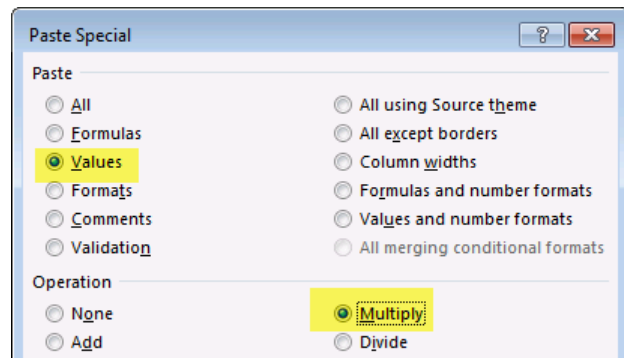 Paste Special
Paste
All
All using Source theme
Formulas
All except borders
Values
Column widths
Formats
Formulas and number formats
Comments
Values and number formats
Validation
All merging conditional formats
Operation
None
Multiply
Add
Divide